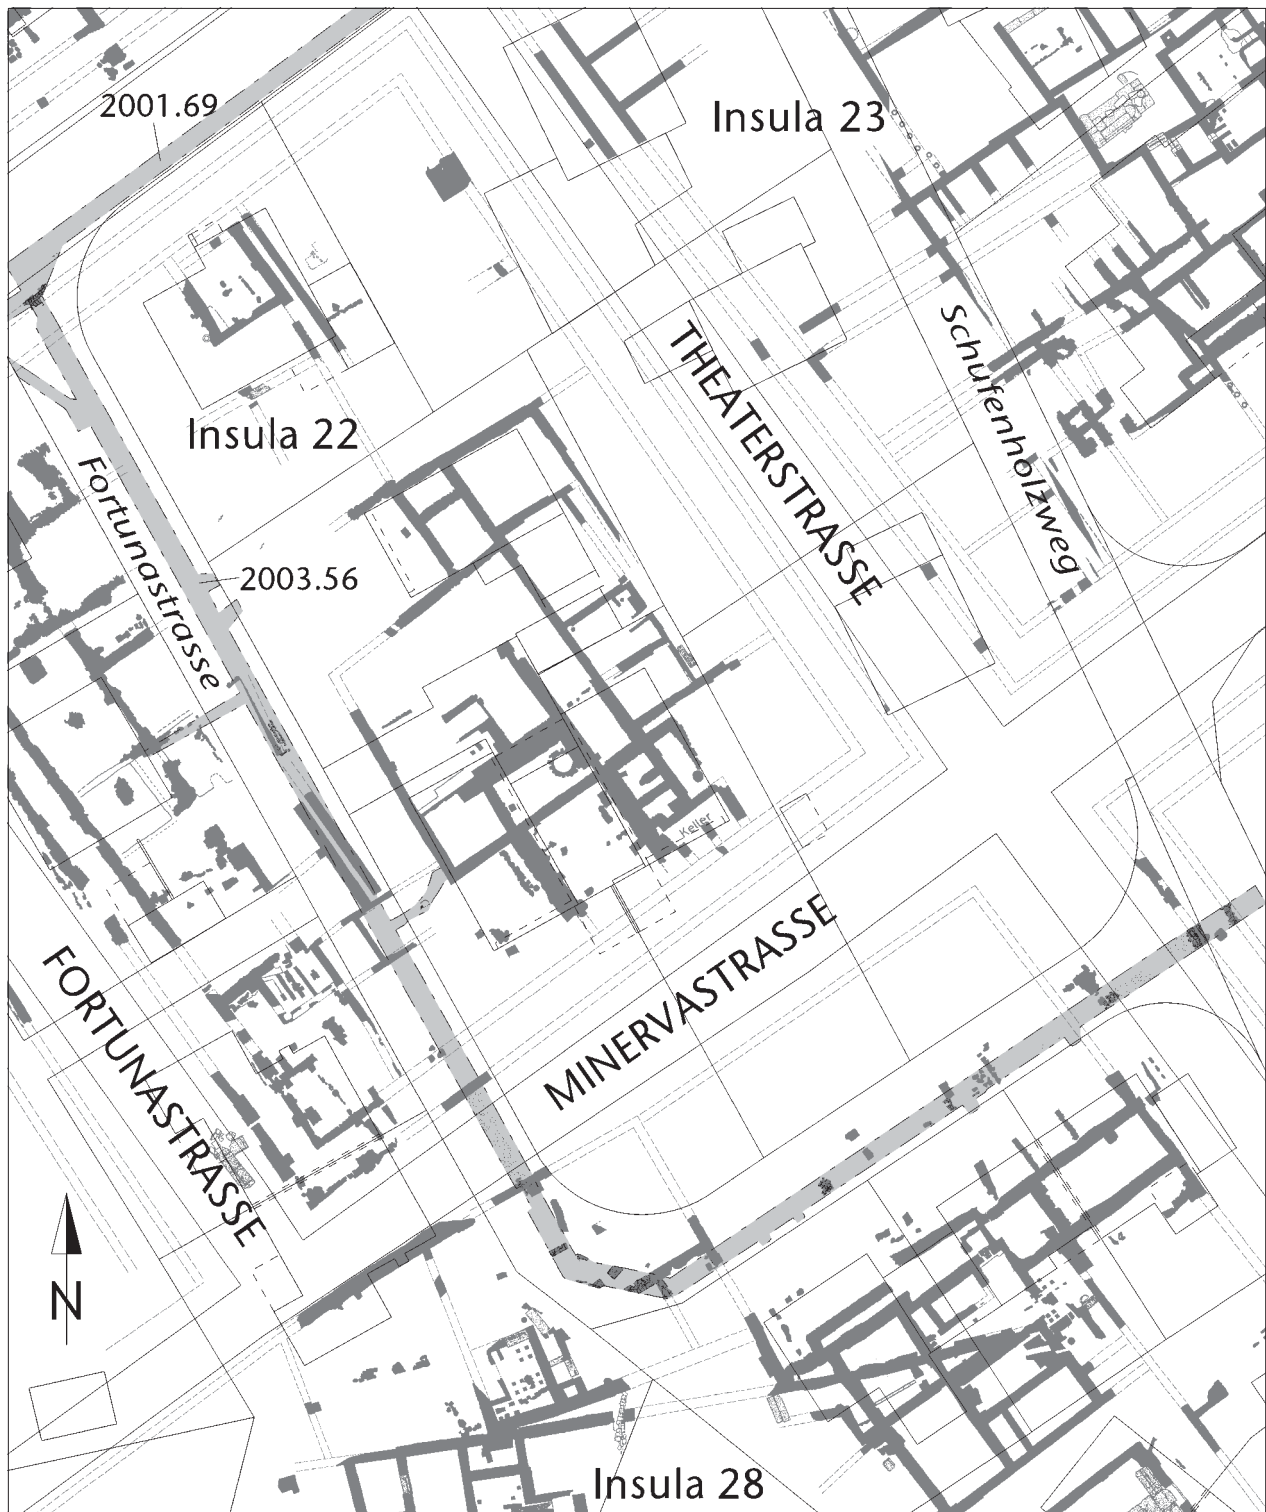 2001.69
Insula 23
Schufenholzweg
THEATERSTRASSE
Insula 22
Fortunastrasse
2003.56
Keller
MINERVASTRASSE
FORTUNASTRASSE
N
Insula 28